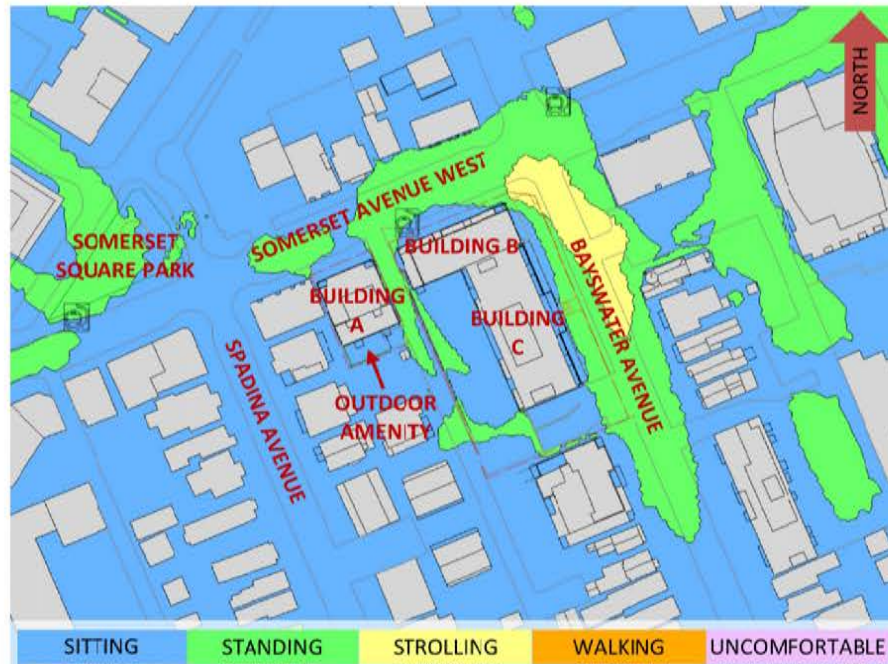 NORTH
SOMERSET AVENUE WEST
SOMERSET
SQUARE PARK
BUILDING B
BAYSWATER AVENUE
BUILDING
A
BUILDING
C
SPADINA AVENUE
OUTDOOR
AMENITY
SITTING STANDING STROLLING WALKING UNCOMFORTABLE